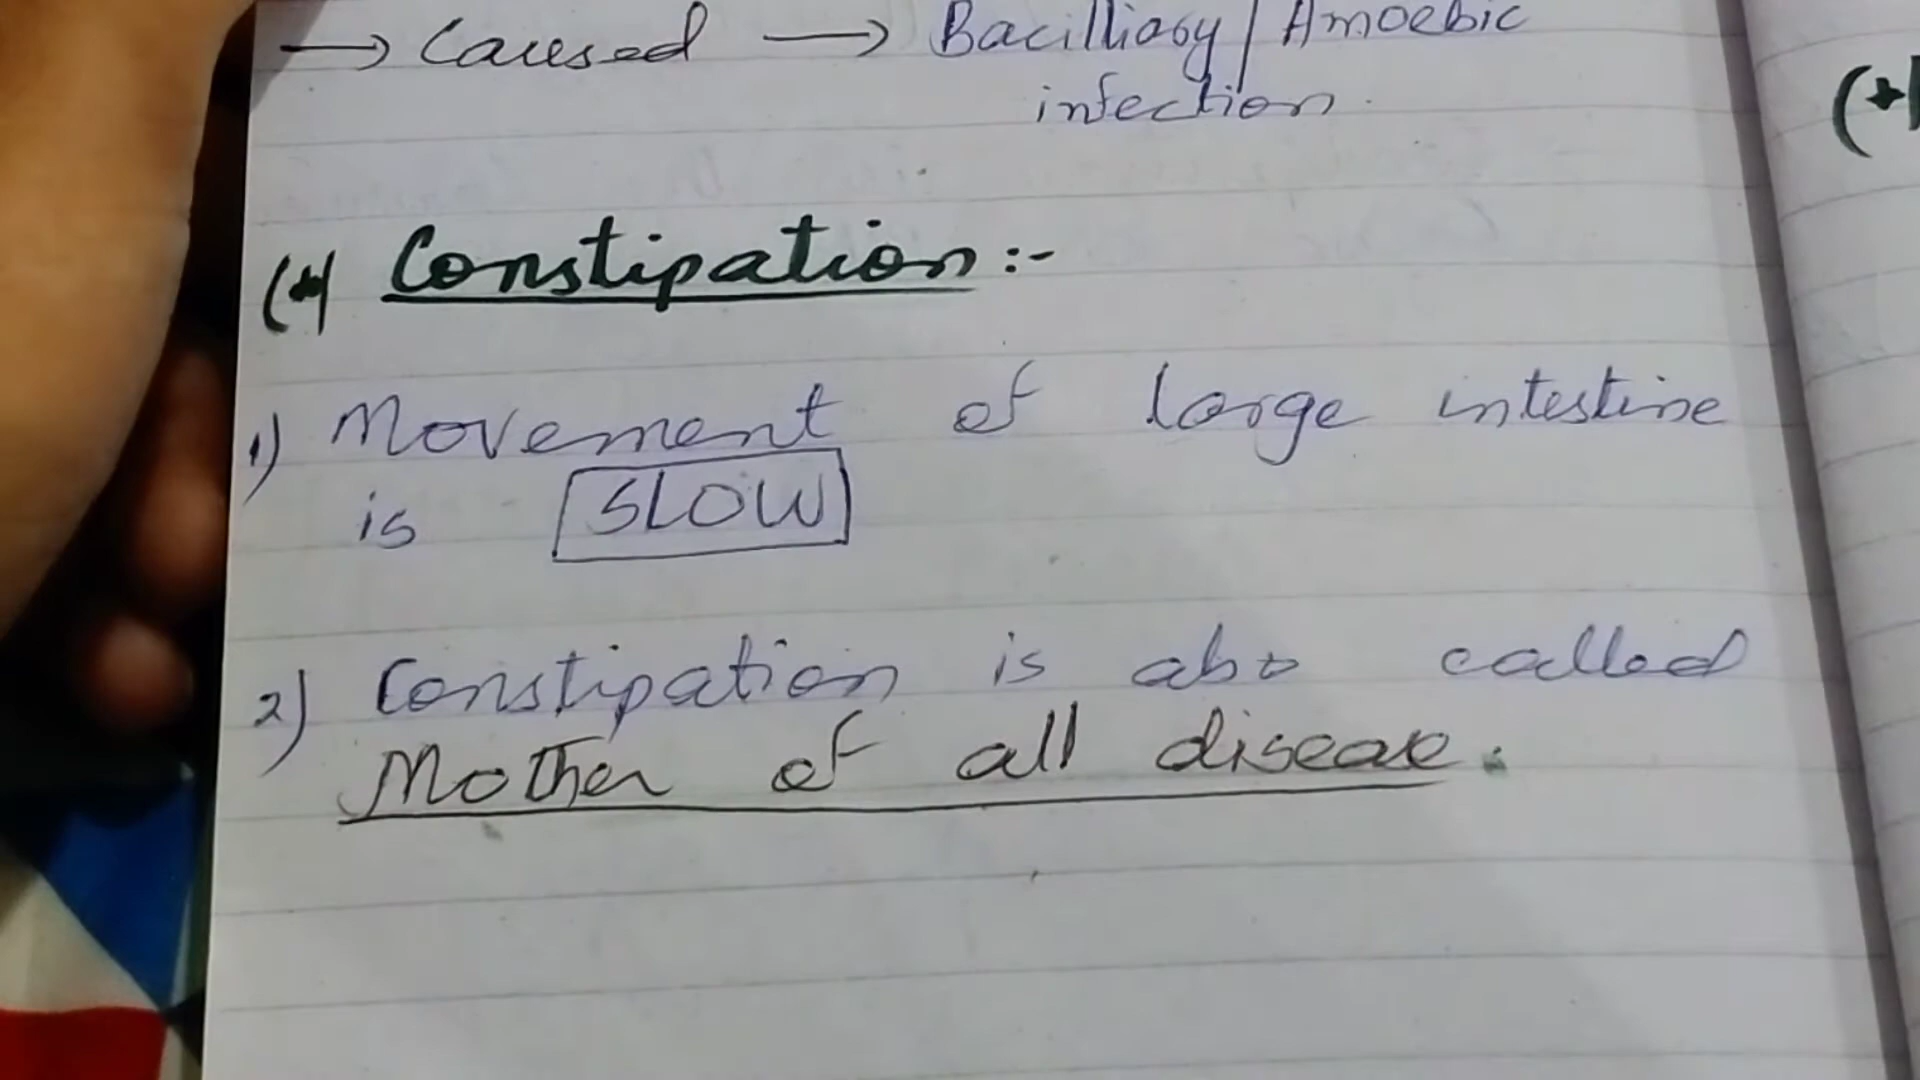 → Caused → Bacilliary / Amoebic
infection.
(*) Constipation :-
1) Movement of large intestine
is SLOW
2) Constipation is also called
Mother of all disease.
(*)